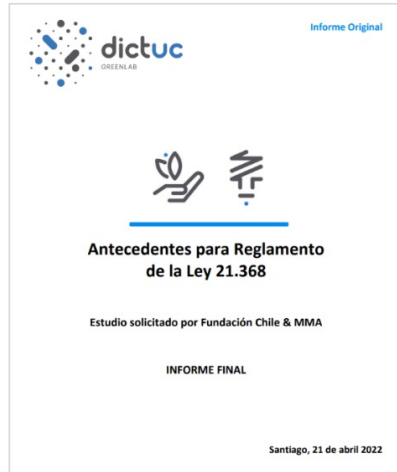 Informe Original
dictuc
GREENLAB
Antecedentes para Reglamento
de la Ley 21.368
Estudio solicitado por Fundación Chile & MMA
INFORME FINAL
Santiago, 21 de abril 2022